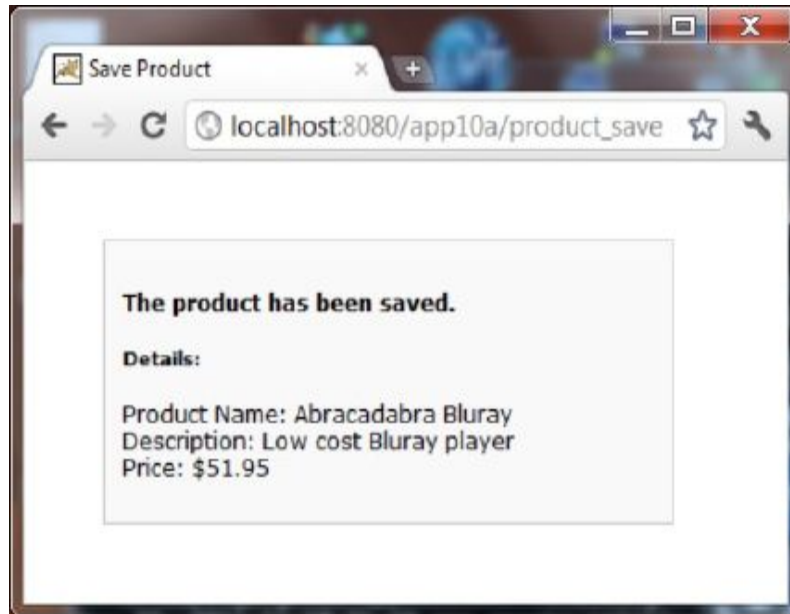 Save Product
localhost:8080/app10a/product_save
The product has been saved.
Details:
Product Name: Abracadabra Bluray
Description: Low cost Bluray player
Price: $51.95